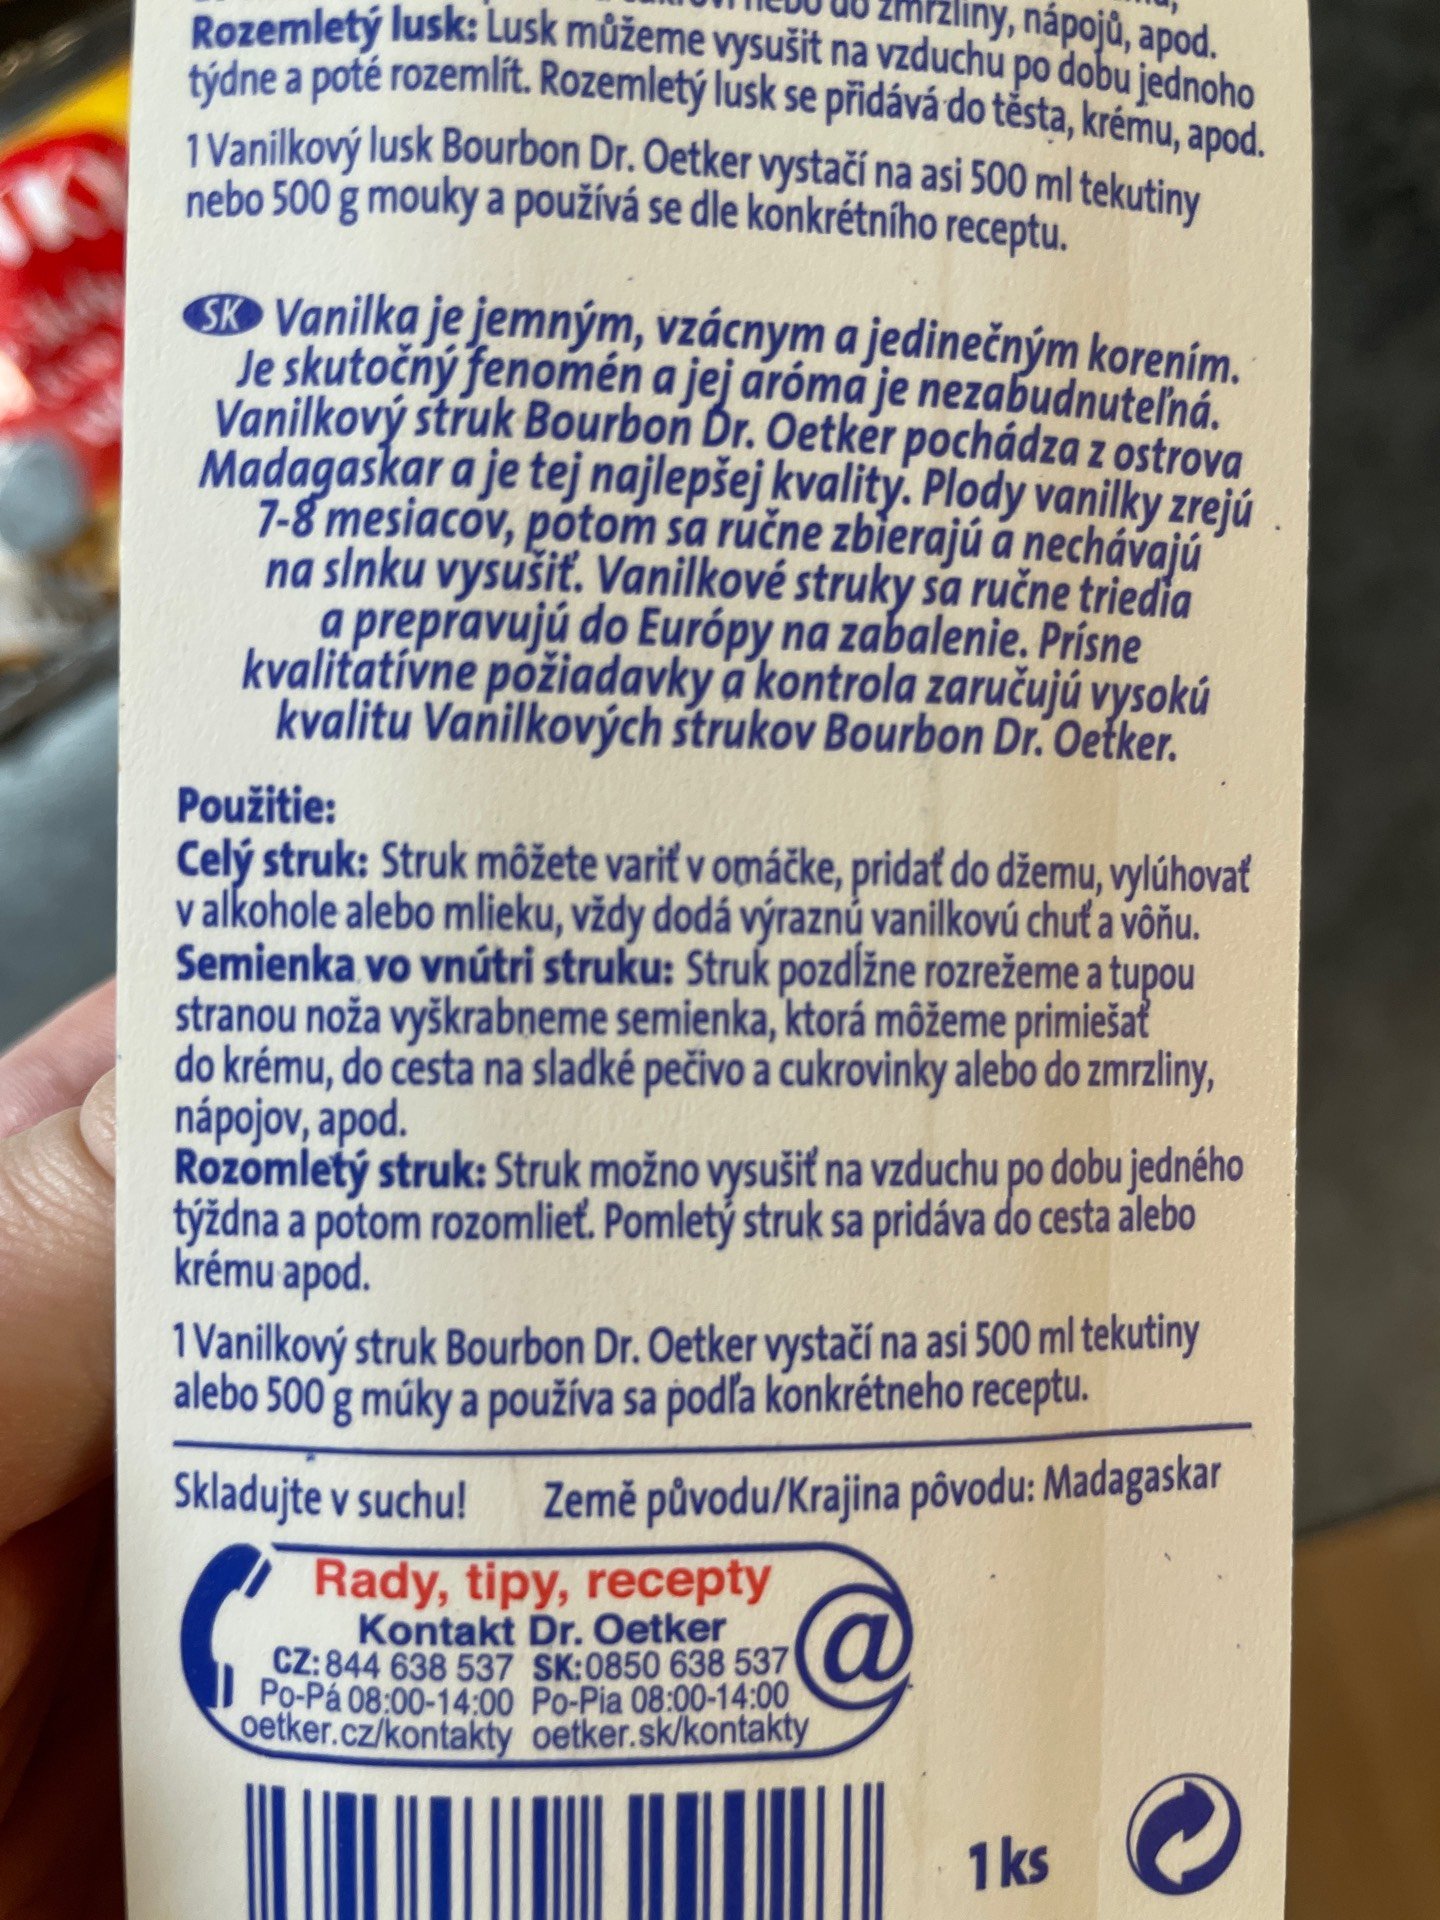 do zmrzliny, nápojů, apod.
Rozemletý lusk: Lusk můžeme vysušit na vzduchu po dobu jednoho
týdne a poté rozemlít. Rozemletý lusk se přidává do těsta, krému, apod.
1 Vanilkový lusk Bourbon Dr. Oetker vystačí na asi 500 ml tekutiny
nebo 500 g mouky a používá se dle konkrétního receptu.
SK Vanilka je jemným, vzácnym a jedinečným korením.
Je skutočný fenomén a jej aróma je nezabudnuteľná.
Vanilkový struk Bourbon Dr. Oetker pochádza z ostrova
Madagaskar a je tej najlepšej kvality. Plody vanilky zrejú
7-8 mesiacov, potom sa ručne zbierajú a nechávajú
na slnku vysušiť. Vanilkové struky sa ručne triedia
a prepravujú do Európy na zabalenie. Prísne
kvalitatívne požiadavky a kontrola zaručujú vysokú
kvalitu Vanilkových strukov Bourbon Dr. Oetker.
Použitie:
Celý struk: Struk môžete variť v omáčke, pridať do džemu, vylúhovať
v alkohole alebo mlieku, vždy dodá výraznú vanilkovú chuť a vôňu.
Semienka vo vnútri struku: Struk pozdĺžne rozrežeme a tupou
stranou noža vyškrabneme semienka, ktorá môžeme primiešať
do krému, do cesta na sladké pečivo a cukrovinky alebo do zmrzliny,
nápojov, apod.
Rozomletý struk: Struk možno vysušiť na vzduchu po dobu jedného
týždna a potom rozomlieť. Pomletý struk sa pridáva do cesta alebo
krému apod.
1 Vanilkový struk Bourbon Dr. Oetker vystačí na asi 500 ml tekutiny
alebo 500 g múky a používa sa podľa konkrétneho receptu.
Skladujte v suchu! Země původu/Krajina pôvodu: Madagaskar
Rady, tipy, recepty
Kontakt Dr. Oetker
CZ: 844 638 537 SK: 0850 638 537
Po-Pá 08:00-14:00 Po-Pia 08:00-14:00
oetker.cz/kontakty oetker.sk/kontakty
@
1 ks